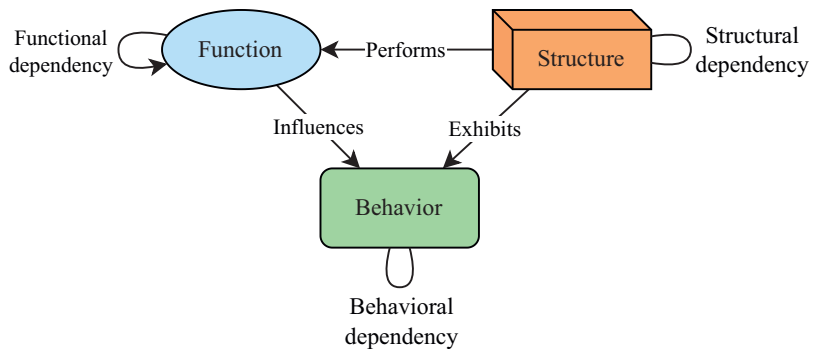 Functional
dependency
Function
Performs
Structure
Structural
dependency
Influences
Exhibits
Behavior
Behavioral
dependency